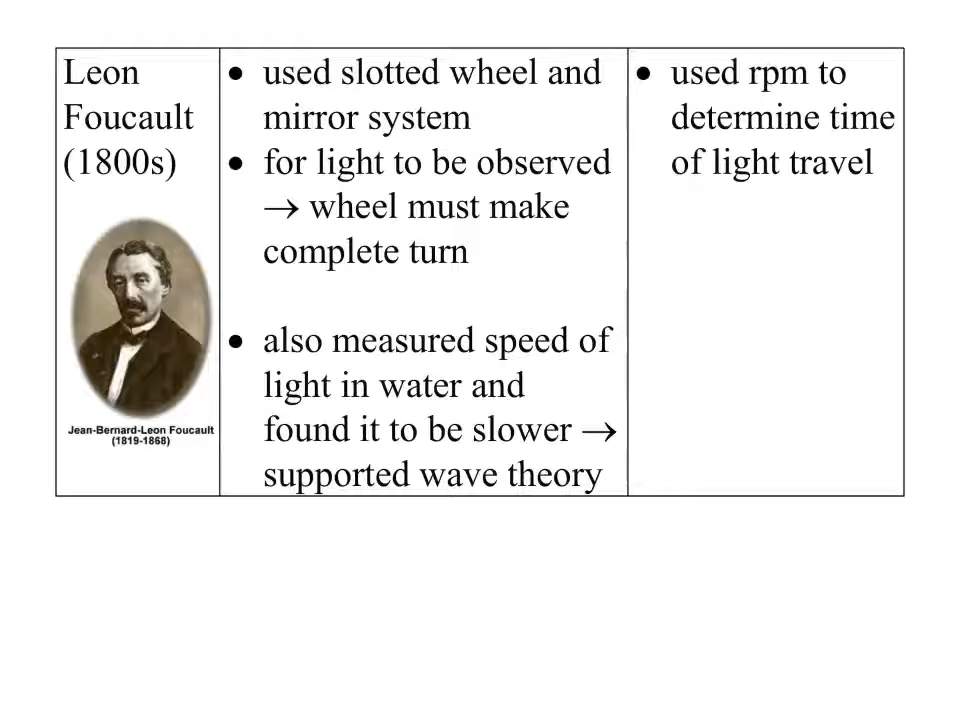 Leon
Foucault
(1800s)
Jean-Bernard-Leon Foucault
(1819-1868)
• used slotted wheel and
mirror system
• for light to be observed
→ wheel must make
complete turn
• also measured speed of
light in water and
found it to be slower →
supported wave theory
• used rpm to
determine time
of light travel